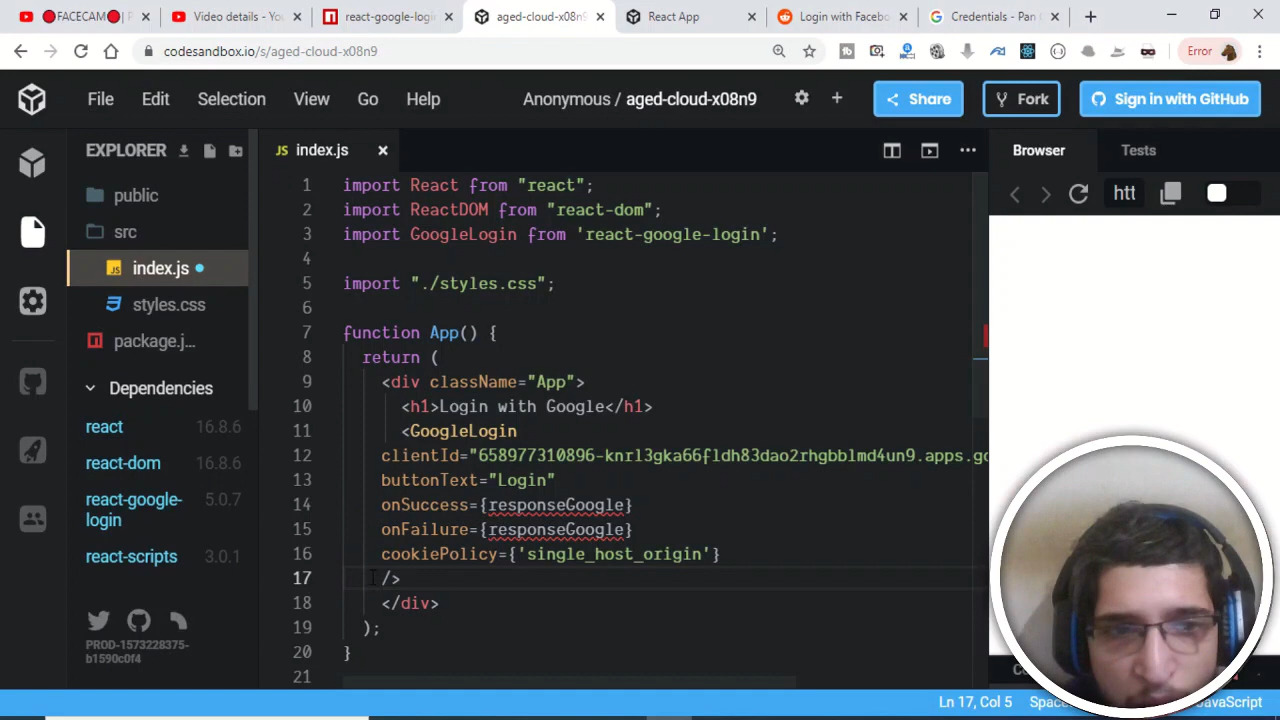 FACECAM
Video details - Y
react-google-login
aged-cloud-x08n9
React App
Login with Facebo
Credentials - Pan
codesandbox.io/s/aged-cloud-x08n9
Error
File Edit Selection View Go Help
Anonymous / aged-cloud-x08n9
Share
Fork
Sign in with GitHub
EXPLORER
public
src
JS index.js
styles.css
package.j...
Dependencies
react 16.8.6
react-dom 16.8.6
react-google-login 5.0.7
react-scripts 3.0.1
PROD-1573228375-
b1590c0f4
JS index.js
1 import React from "react";
2 import ReactDOM from "react-dom";
3 import GoogleLogin from 'react-google-login';
4
5 import "./styles.css";
6
7 function App() {
8 return (
9 <div className="App">
10 <h1>Login with Google</h1>
11 <GoogleLogin
12 clientId="658977310896-knrl3gka66fldh83dao2rhgbblmd4un9.apps.go
13 buttonText="Login"
14 onSuccess={responseGoogle}
15 onFailure={responseGoogle}
16 cookiePolicy={'single_host_origin'}
17 />
18 </div>
19 );
20 }
21
Browser
Tests
htt
Ln 17, Col 5
Space
JavaScript